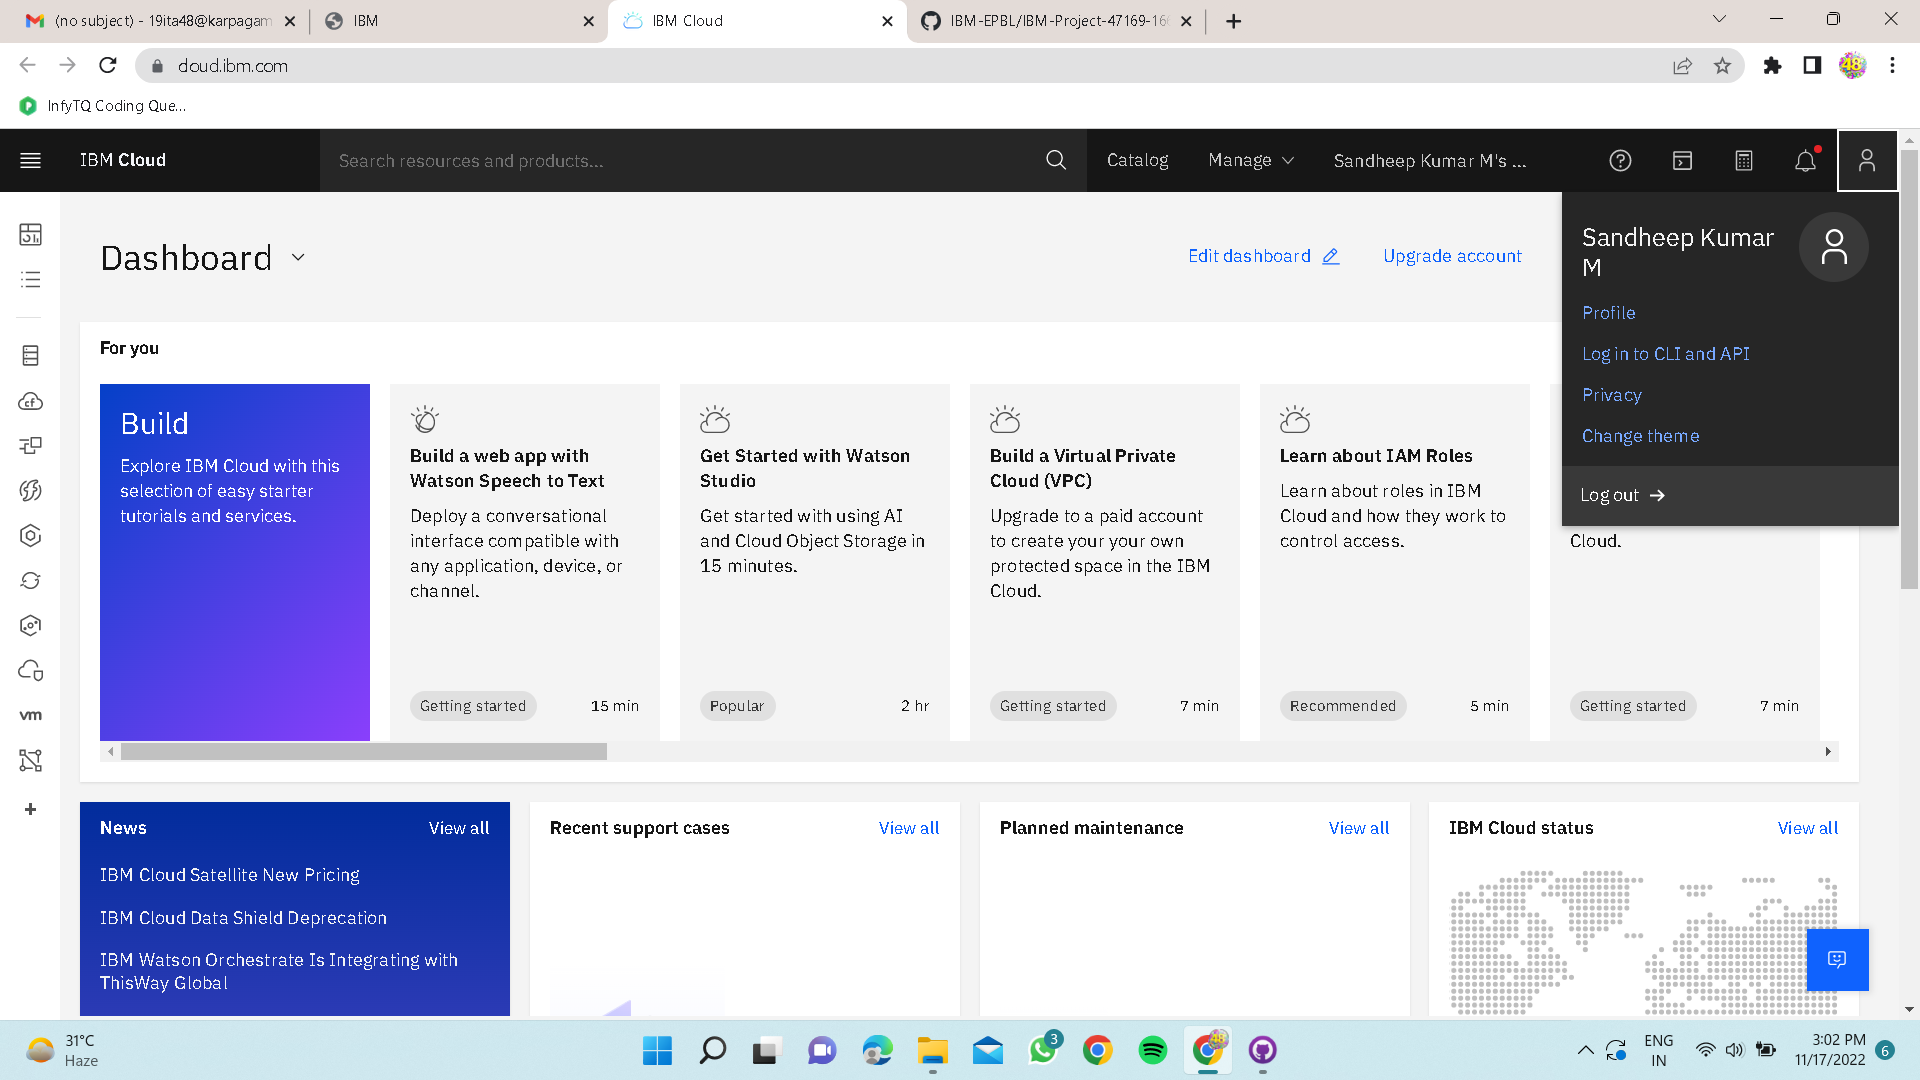 (no subject) - 19ita48@karpagam
IBM
IBM Cloud
IBM-EPBL/IBM-Project-47169-16
cloud.ibm.com
48
InfyTQ Coding Que...
IBM Cloud
Search resources and products...
Catalog
Manage
Sandheep Kumar M's ...
Dashboard
Edit dashboard
Upgrade account
Sandheep Kumar
M
Profile
Log in to CLI and API
Privacy
Change theme
Log out
For you
Build
Explore IBM Cloud with this
selection of easy starter
tutorials and services.
Build a web app with
Watson Speech to Text
Deploy a conversational
interface compatible with
any application, device, or
channel.
Getting started
15 min
Get Started with Watson
Studio
Get started with using AI
and Cloud Object Storage in
15 minutes.
Popular
2 hr
Build a Virtual Private
Cloud (VPC)
Upgrade to a paid account
to create your your own
protected space in the IBM
Cloud.
Getting started
7 min
Learn about IAM Roles
Learn about roles in IBM
Cloud and how they work to
control access.
Recommended
5 min
Cloud.
Getting started
7 min
cf
vm
News
View all
IBM Cloud Satellite New Pricing
IBM Cloud Data Shield Deprecation
IBM Watson Orchestrate Is Integrating with
ThisWay Global
Recent support cases
View all
Planned maintenance
View all
IBM Cloud status
View all
31°C
Haze
3
48
ENG
IN
3:02 PM
11/17/2022
6